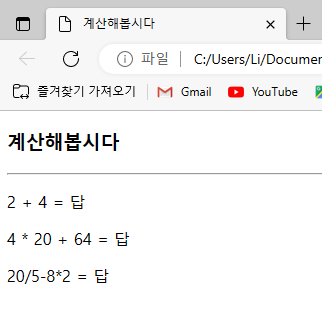 계산해봅시다
파일 C:/Users/Li/Documen
즐겨찾기 가져오기 Gmail YouTube
계산해봅시다
2 + 4 = 답
4 * 20 + 64 = 답
20/5-8*2 = 답